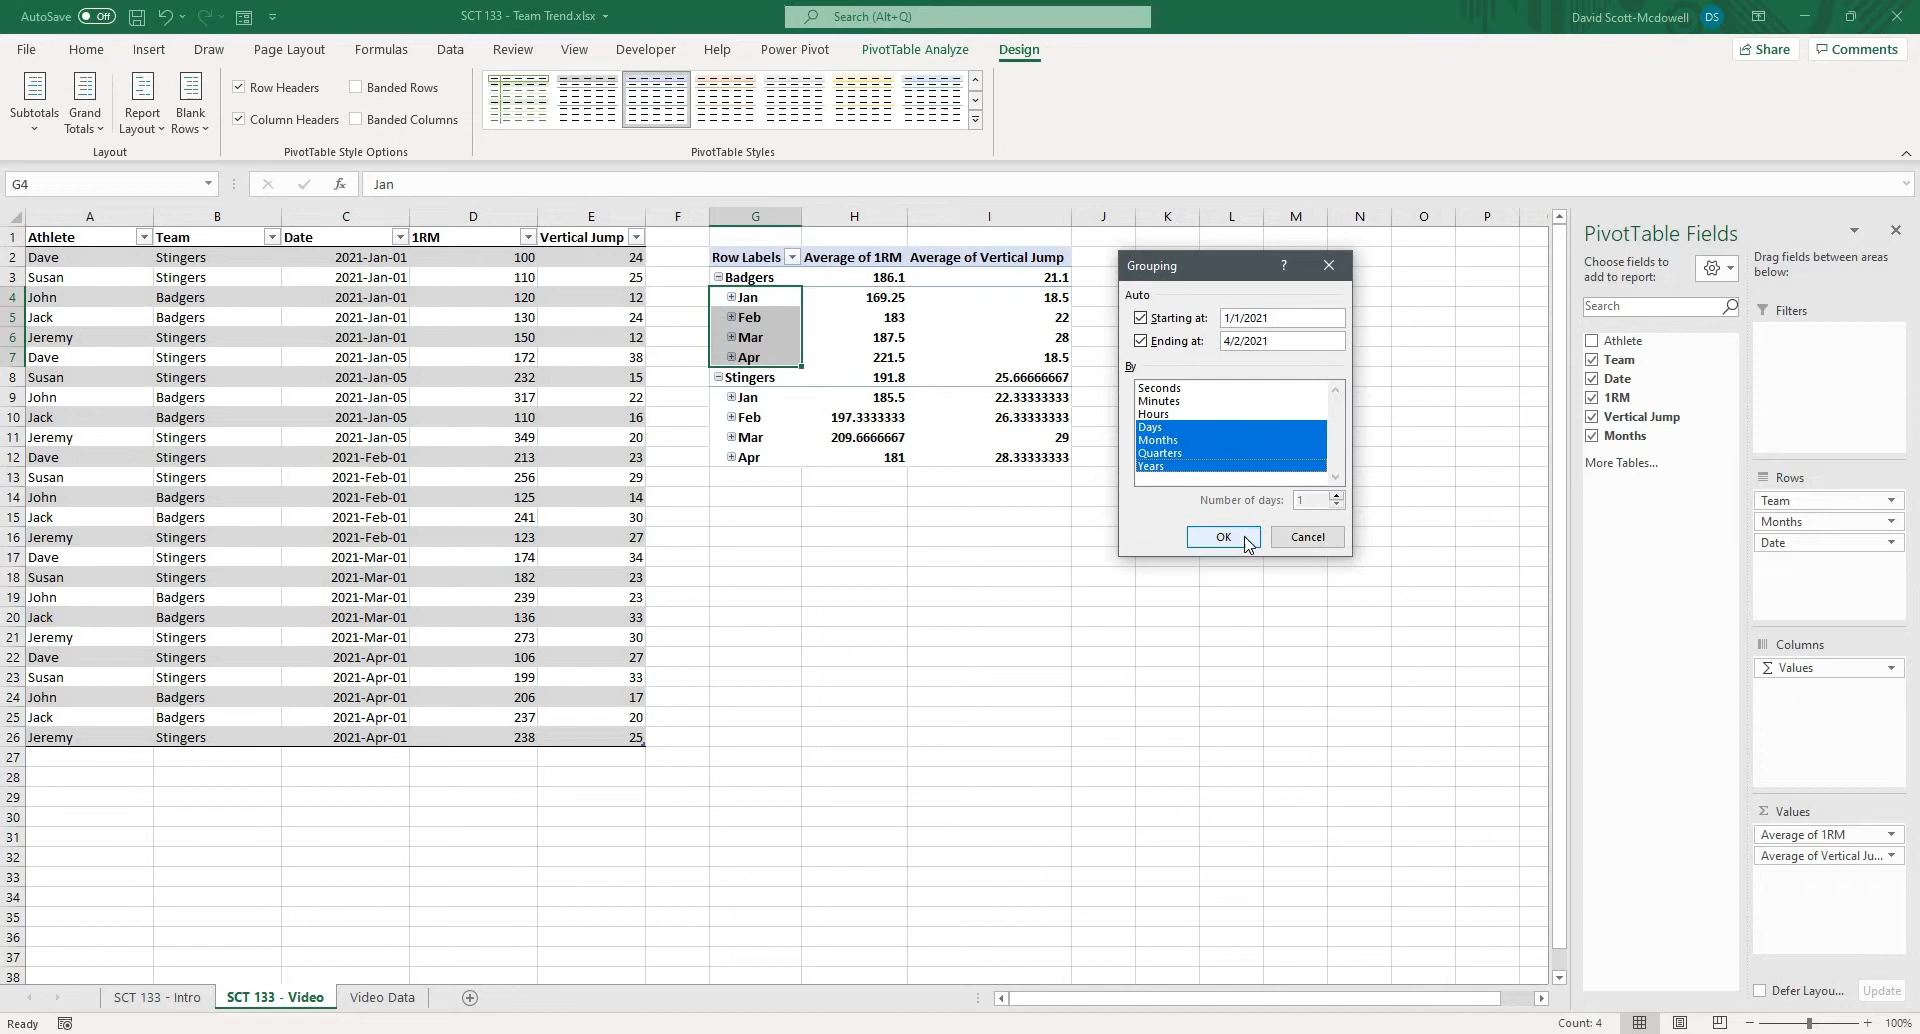 AutoSave Off
SCT 133 - Team Trend.xlsx
Search (Alt+Q)
David Scott-Mcdowell DS
File Home Insert Draw Page Layout Formulas Data Review View Developer Help Power Pivot PivotTable Analyze Design Share Comments
Subtotals
Grand Totals
Report Layout
Blank Rows
Layout
Row Headers Banded Rows
Column Headers Banded Columns
PivotTable Style Options
PivotTable Styles
G4 fx Jan
A B C D E F G H I J K L M N O P
1 Athlete Team Date 1RM Vertical Jump
2 Dave Stingers 2021-Jan-01 100 24 Row Labels Average of 1RM Average of Vertical Jump
3 Susan Stingers 2021-Jan-01 110 25 Badgers 186.1 21.1
4 John Badgers 2021-Jan-01 120 12 Jan 169.25 18.5
5 Jack Badgers 2021-Jan-01 130 24 Feb 183 22
6 Jeremy Stingers 2021-Jan-01 150 12 Mar 187.5 28
7 Dave Stingers 2021-Jan-05 172 38 Apr 221.5 18.5
8 Susan Stingers 2021-Jan-05 232 15 Stingers 191.8 25.66666667
9 John Badgers 2021-Jan-05 317 22 Jan 185.5 22.33333333
10 Jack Badgers 2021-Jan-05 110 16 Feb 197.3333333 26.33333333
11 Jeremy Stingers 2021-Jan-05 349 20 Mar 209.6666667 29
12 Dave Stingers 2021-Feb-01 213 23 Apr 181 28.33333333
13 Susan Stingers 2021-Feb-01 256 29
14 John Badgers 2021-Feb-01 125 14
15 Jack Badgers 2021-Feb-01 241 30
16 Jeremy Stingers 2021-Feb-01 123 27
17 Dave Stingers 2021-Mar-01 174 34
18 Susan Stingers 2021-Mar-01 182 23
19 John Badgers 2021-Mar-01 239 23
20 Jack Badgers 2021-Mar-01 136 33
21 Jeremy Stingers 2021-Mar-01 273 30
22 Dave Stingers 2021-Apr-01 106 27
23 Susan Stingers 2021-Apr-01 199 33
24 John Badgers 2021-Apr-01 206 17
25 Jack Badgers 2021-Apr-01 237 20
26 Jeremy Stingers 2021-Apr-01 238 25
27
28
29
30
31
32
33
34
35
36
37
38
Grouping ?
Auto
Starting at: 1/1/2021
Ending at: 4/2/2021
By
Seconds
Minutes
Hours
Days
Months
Quarters
Years
Number of days: 1
OK Cancel
PivotTable Fields
Choose fields to add to report:
Search
Athlete
Team
Date
1RM
Vertical Jump
Months
More Tables...
Drag fields between areas below:
Filters
Rows
Team
Months
Date
Columns
Σ Values
Σ Values
Average of 1RM
Average of Vertical Ju...
Defer Layou... Update
SCT 133 - Intro SCT 133 - Video Video Data
Ready Count: 4 100%